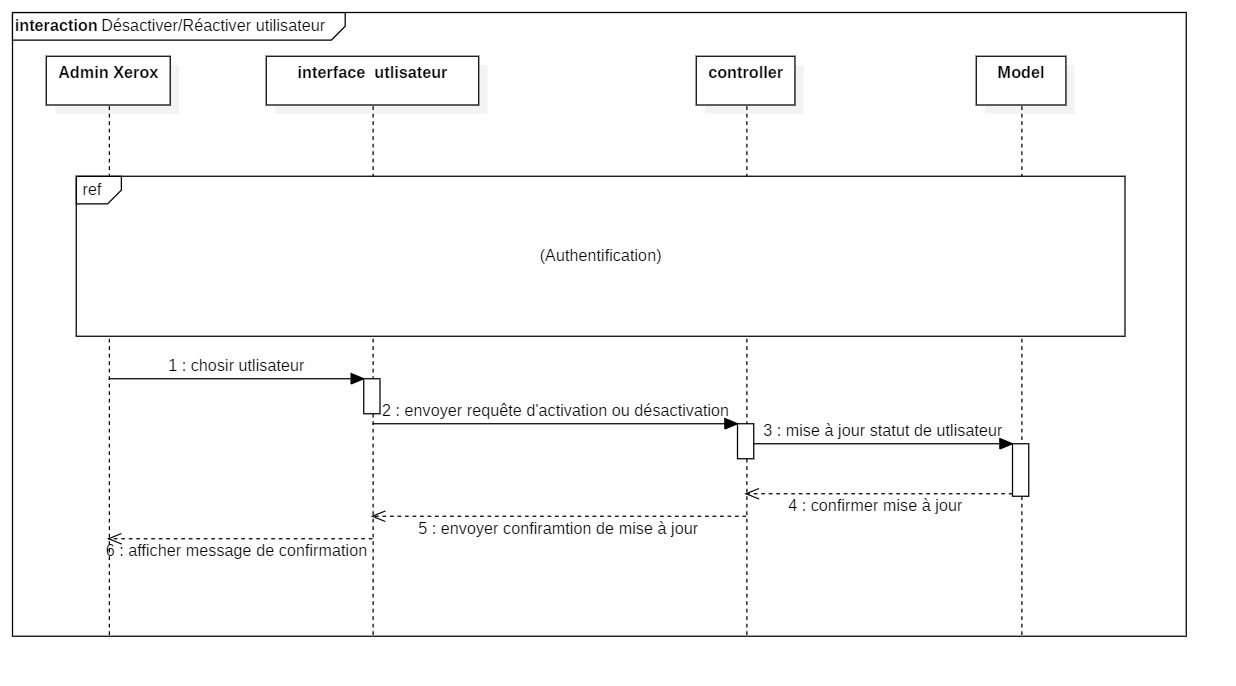 interaction Désactiver/Réactiver utilisateur
Admin Xerox
interface utlisateur
controller
Model
ref
(Authentification)
1 : chosir utlisateur
2 : envoyer requête d'activation ou désactivation
3 : mise à jour statut de utlisateur
4 : confirmer mise à jour
5 : envoyer confiramtion de mise à jour
6 : afficher message de confirmation